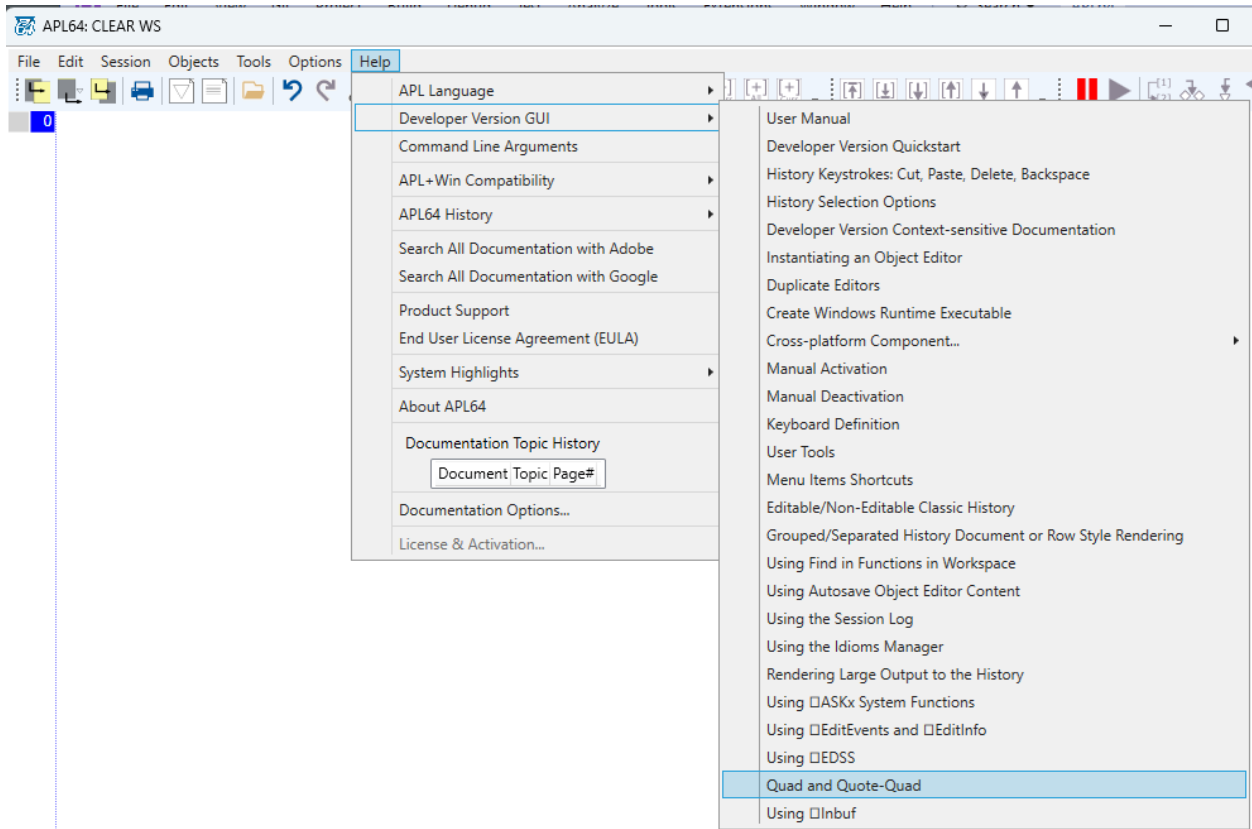 APL64: CLEAR WS
File Edit Session Objects Tools Options Help
0
APL Language
Developer Version GUI
Command Line Arguments
APL+Win Compatibility
APL64 History
Search All Documentation with Adobe
Search All Documentation with Google
Product Support
End User License Agreement (EULA)
System Highlights
About APL64
Documentation Topic History
Document Topic Page#
Documentation Options...
License & Activation...
User Manual
Developer Version Quickstart
History Keystrokes: Cut, Paste, Delete, Backspace
History Selection Options
Developer Version Context-sensitive Documentation
Instantiating an Object Editor
Duplicate Editors
Create Windows Runtime Executable
Cross-platform Component...
Manual Activation
Manual Deactivation
Keyboard Definition
User Tools
Menu Items Shortcuts
Editable/Non-Editable Classic History
Grouped/Separated History Document or Row Style Rendering
Using Find in Functions in Workspace
Using Autosave Object Editor Content
Using the Session Log
Using the Idioms Manager
Rendering Large Output to the History
Using ⎕ASKx System Functions
Using ⎕EditEvents and ⎕EditInfo
Using ⎕EDSS
Quad and Quote-Quad
Using ⎕Inbuf